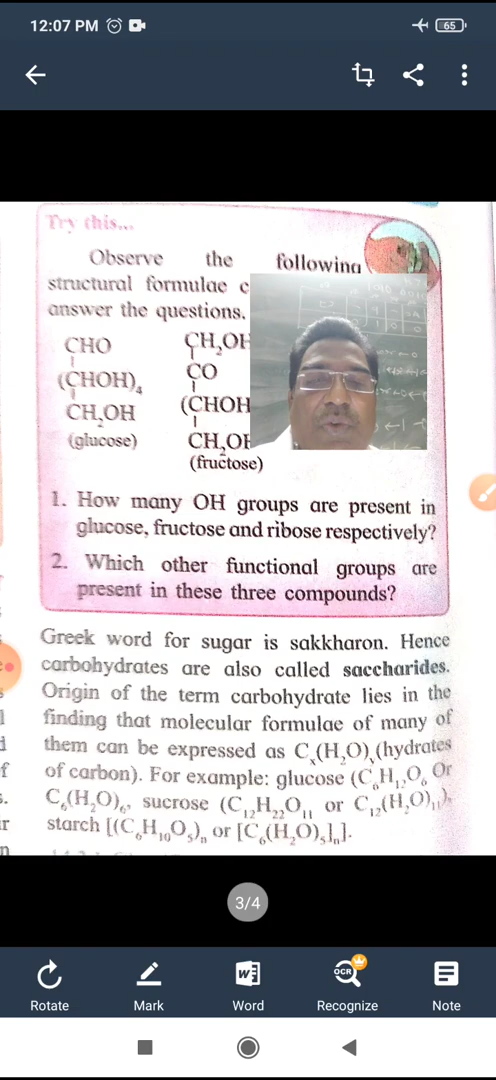 12:07 PM
65
Try this...
Observe the following
structural formulae
answer the questions.
CHO
(CHOH)₄
CH₂OH
(glucose)
CH₂OH
CO
(CHOH
CH₂OH
(fructose)
1. How many OH groups are present in
glucose, fructose and ribose respectively?
2. Which other functional groups are
present in these three compounds?
Greek word for sugar is sakkharon. Hence
carbohydrates are also called saccharides.
Origin of the term carbohydrate lies in the
finding that molecular formulae of many of
them can be expressed as Cₓ(H₂O)ᵧ (hydrates
of carbon). For example: glucose (C₆H₁₂O₆ Or
C₆(H₂O)₆, sucrose (C₁₂H₂₂O₁₁ or C₁₂(H₂O)₁₁),
starch [(C₆H₁₀O₅)ₙ or [C₆(H₂O)₅]ₙ].
3/4
OCR
Rotate
Mark
Word
Recognize
Note